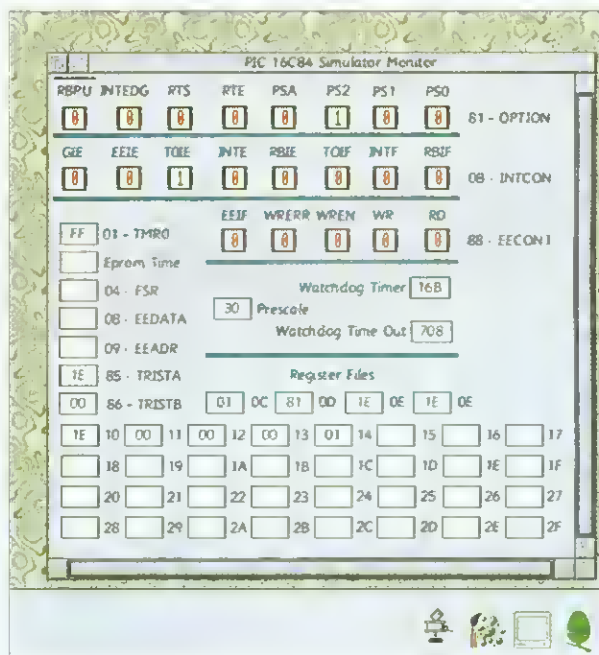 PIC 16C84 Simulator Monitor
RBPU INTEDG RTS RTE PSA PS2 PS1 PS0
0 0 0 0 0 1 0 0 81 - OPTION
GIE EEIE TOIE INTE RBIE TOIF INTF RBIF
0 0 1 0 0 0 0 0 0B - INTCON
EEIF WRERR WREN WR RD
0 0 0 0 0 88 - EECON1
FF 01 - TMR0
Eprom Time
04 - FSR
08 - EEDATA
09 - EEADR
1E 85 - TRISTA
00 86 - TRISTB
Watchdog Timer 16B
30 Prescale
Watchdog Time Out 708
Register Files
01 0C 81 0D 1E 0E 1E 0E
1E 10 00 11 00 12 00 13 01 14 15 16 17
18 19 1A 1B 1C 1D 1E 1F
20 21 22 23 24 25 26 27
28 29 2A 2B 2C 2D 2E 2F